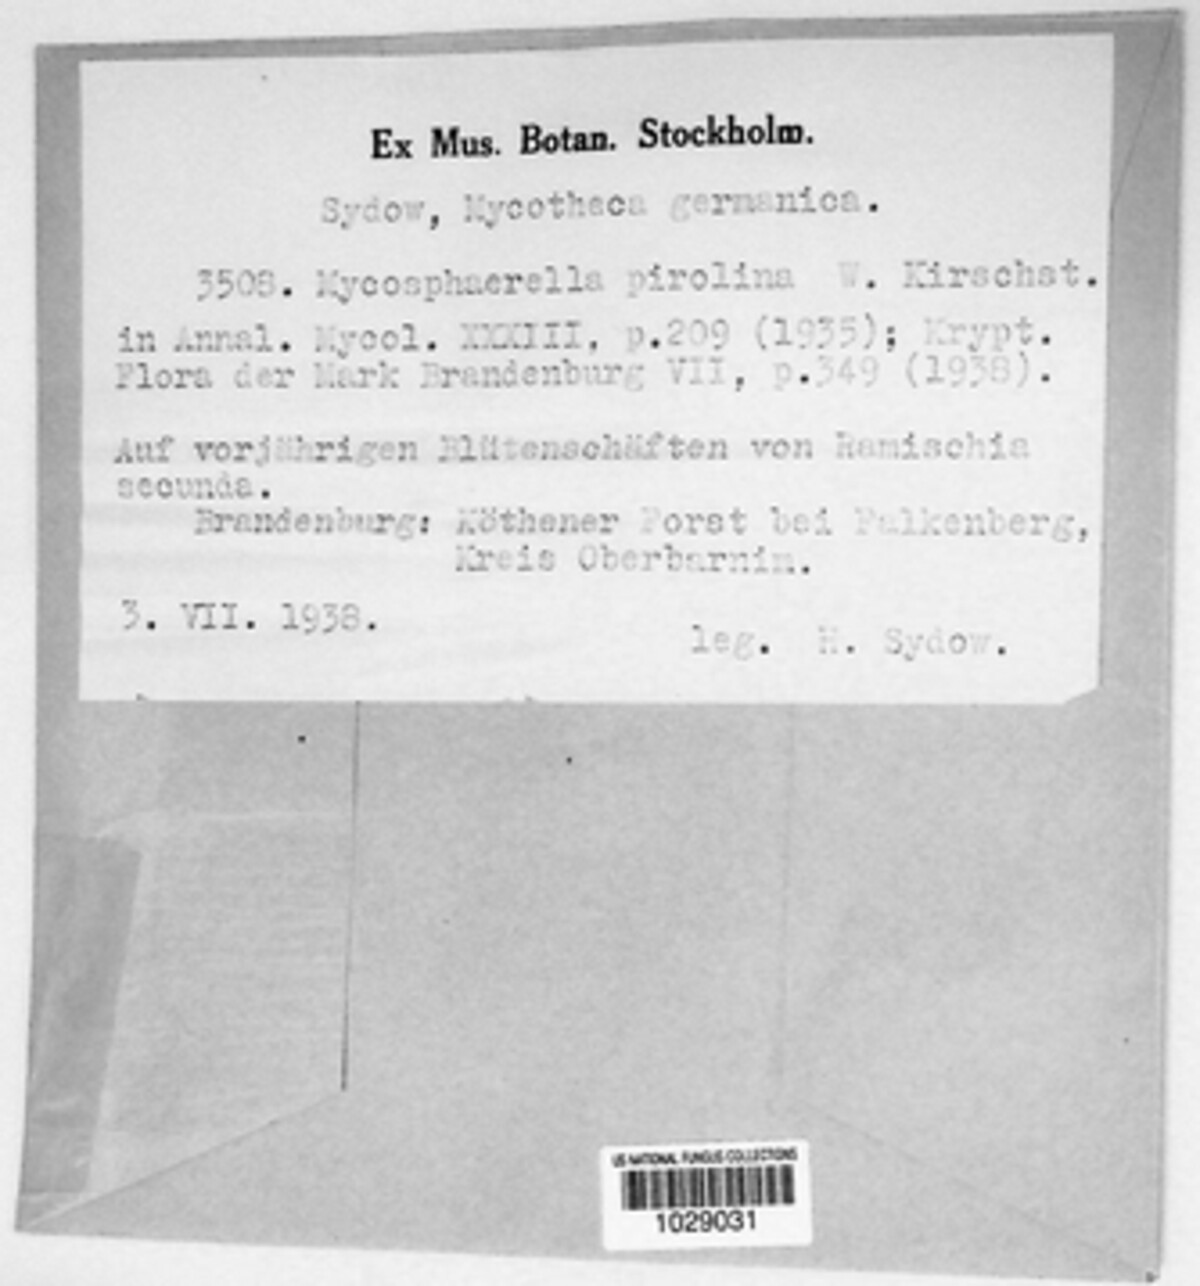 Ex Mus. Botan. Stockholm.
Sydow, Mycotheca germanica.
3508. Mycosphaerella pirolina W. Kirschst.
in Annal. Mycol. XXXIII, p.209 (1935); Krypt.
Flora der Mark Brandenburg VII, p.349 (1938).
Auf vorjährigen Blütenschäften von Ramischia
secunda.
Brandenburg: Köthener Forst bei Falkenberg,
Kreis Oberbarnim.
3. VII. 1938.
leg. H. Sydow.
US NATIONAL FUNGUS COLLECTIONS
1029031